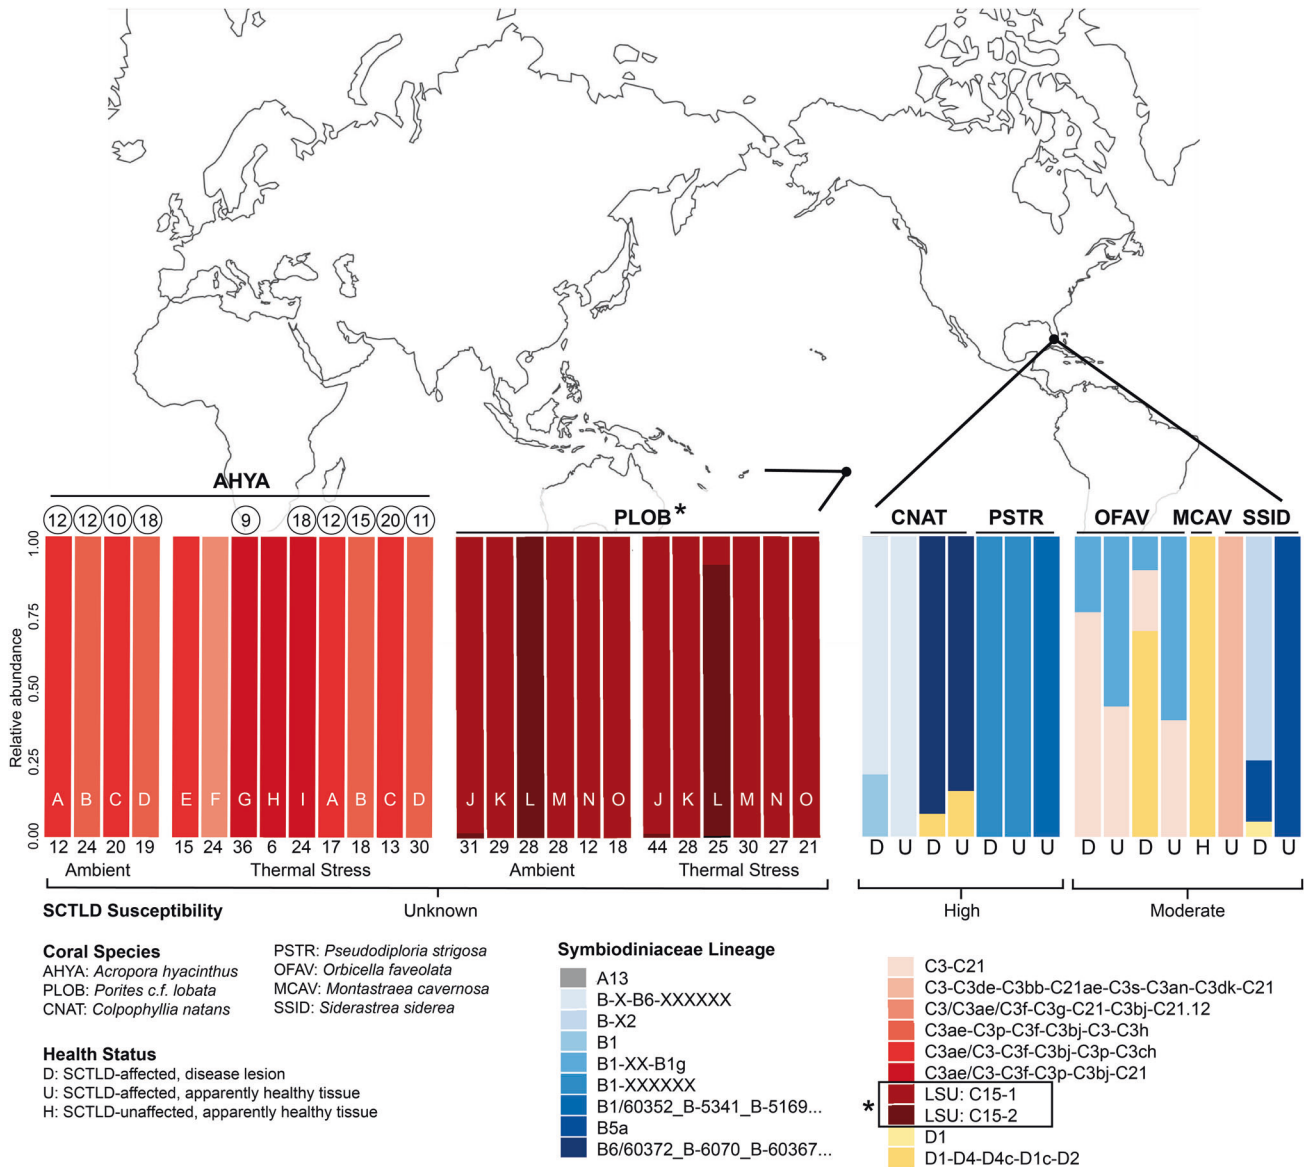 AHYA
12 12 10 18 9 18 12 15 20 11
PLOB*
CNAT PSTR OFAV MCAV SSID
Relative abundance
1.00
0.75
0.50
0.25
0.00
A B C D E F G H I A B C D J K L M N O J K L M N O
12 24 20 19 15 24 36 6 24 17 18 13 30 31 29 28 28 12 18 44 28 25 30 27 21 D U D U D U U D U D U H U D U
Ambient Thermal Stress Ambient Thermal Stress
SCTLD Susceptibility Unknown High Moderate
Coral Species
AHYA: Acropora hyacinthus
PLOB: Porites c.f. lobata
CNAT: Colpophyllia natans
PSTR: Pseudodiploria strigosa
OFAV: Orbicella faveolata
MCAV: Montastraea cavernosa
SSID: Siderastrea siderea
Health Status
D: SCTLD-affected, disease lesion
U: SCTLD-affected, apparently healthy tissue
H: SCTLD-unaffected, apparently healthy tissue
Symbiodiniaceae Lineage
A13
B-X-B6-XXXXXX
B-X2
B1
B1-XX-B1g
B1-XXXXXX
B1/60352_B-5341_B-5169...
B5a
B6/60372_B-6070_B-60367...
C3-C21
C3-C3de-C3bb-C21ae-C3s-C3an-C3dk-C21
C3/C3ae/C3f-C3g-C21-C3bj-C21.12
C3ae-C3p-C3f-C3bj-C3-C3h
C3ae/C3-C3f-C3bj-C3p-C3ch
C3ae/C3-C3f-C3p-C3bj-C21
* LSU: C15-1
LSU: C15-2
D1
D1-D4-D4c-D1c-D2